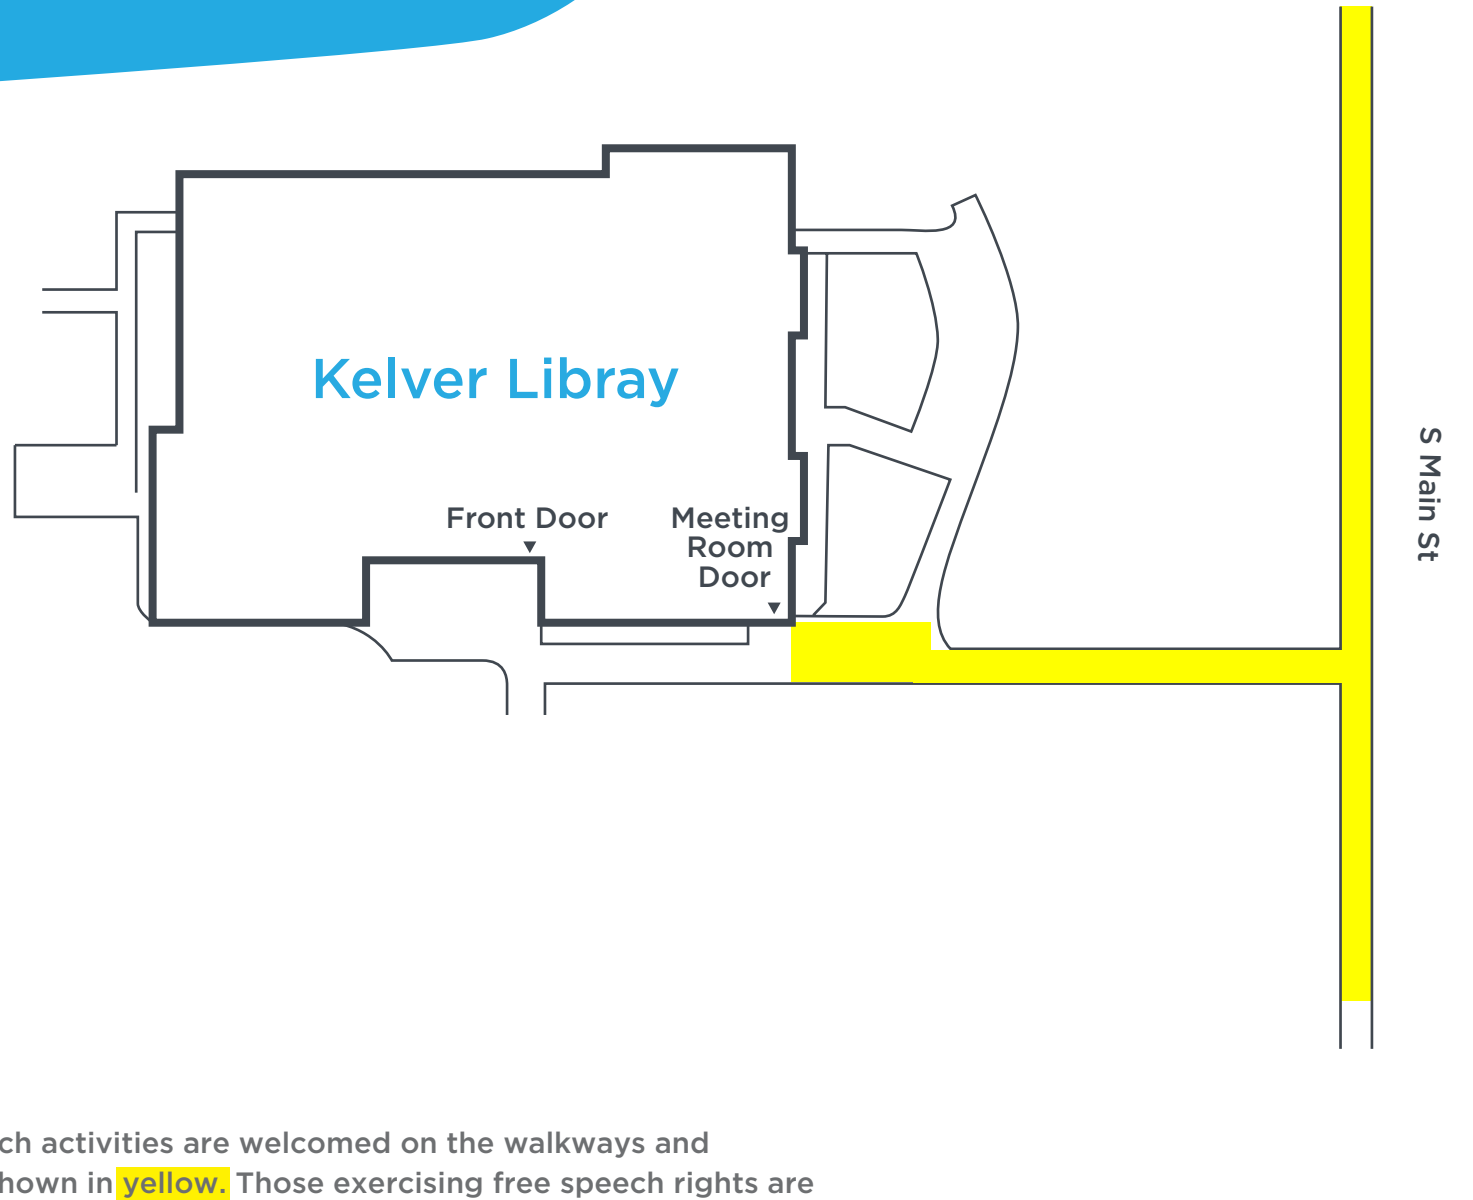 Kelver Libray
Front Door
Meeting
Room
Door
S Main St
ch activities are welcomed on the walkways and
hown in yellow. Those exercising free speech rights are